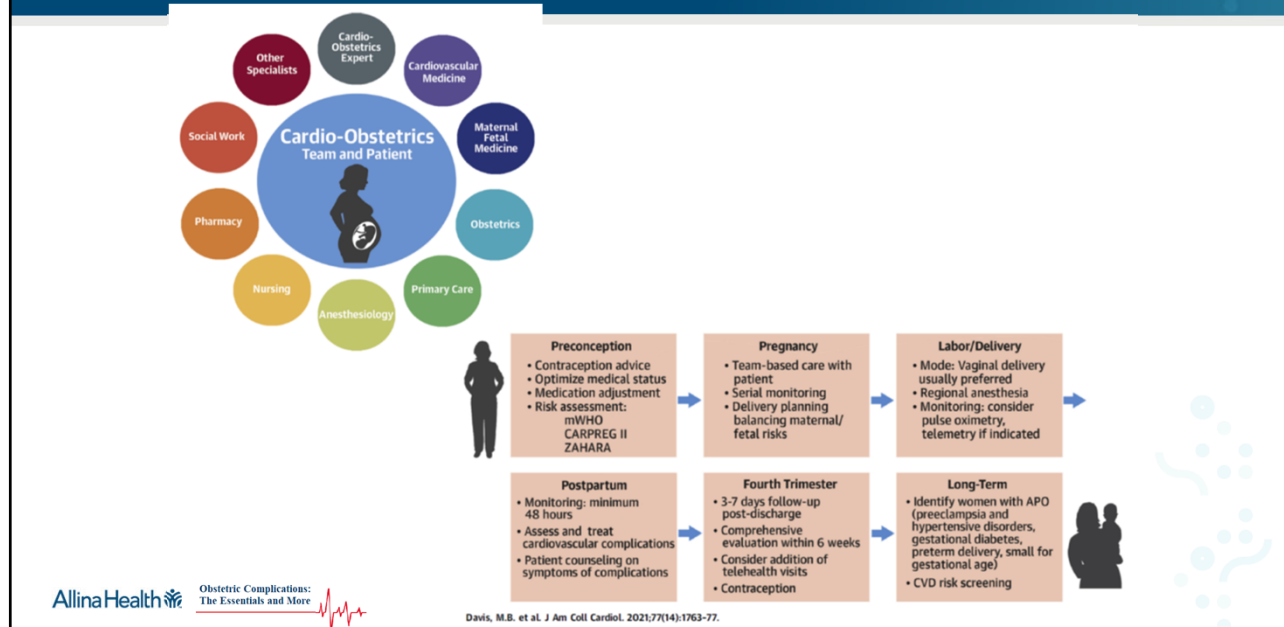 Cardio-
Obstetrics
Expert
Cardiovascular
Medicine
Maternal
Fetal
Medicine
Obstetrics
Primary Care
Anesthesiology
Nursing
Pharmacy
Social Work
Other
Specialists
Cardio-Obstetrics
Team and Patient
Preconception
• Contraception advice
• Optimize medical status
• Medication adjustment
• Risk assessment:
mWHO
CARPREG II
ZAHARA
Pregnancy
• Team-based care with
patient
• Serial monitoring
• Delivery planning
balancing maternal/
fetal risks
Labor/Delivery
• Mode: Vaginal delivery
usually preferred
• Regional anesthesia
• Monitoring: consider
pulse oximetry,
telemetry if indicated
Postpartum
• Monitoring: minimum
48 hours
• Assess and treat
cardiovascular complications
• Patient counseling on
symptoms of complications
Fourth Trimester
• 3-7 days follow-up
post-discharge
• Comprehensive
evaluation within 6 weeks
• Consider addition of
telehealth visits
• Contraception
Long-Term
• Identify women with APO
(preeclampsia and
hypertensive disorders,
gestational diabetes,
preterm delivery, small for
gestational age)
• CVD risk screening
Allina Health
Obstetric Complications:
The Essentials and More
Davis, M.B. et al. J Am Coll Cardiol. 2021;77(14):1763-77.